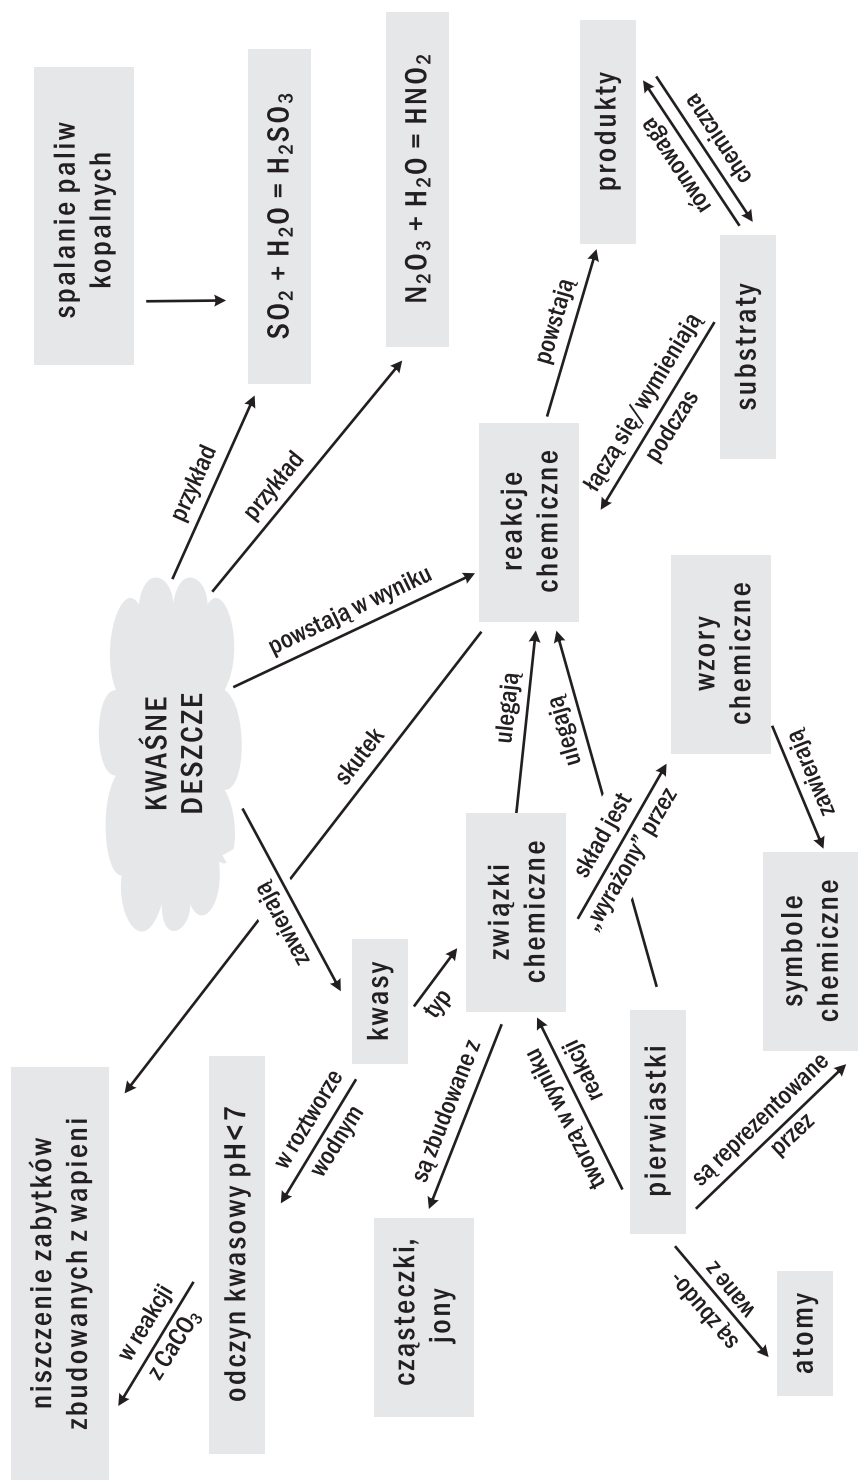 niszczenie zabytków
zbudowanych z wapieni
spalanie paliw
kopalnych
KWAŚNE
DESZCZE
przykład
SO₂ + H₂O = H₂SO₃
przykład
N₂O₃ + H₂O = HNO₂
w reakcji
z CaCO₃
odczyn kwasowy pH<7
w roztworze
wodnym
zawierają
kwasy
skutek
powstają w wyniku
typ
cząsteczki,
jony
są zbudowane z
związki
chemiczne
ulegają
ulegają
reakcje
chemiczne
powstają
produkty
tworzą w wyniku
reakcji
skład jest
„wyrażony” przez
łączą się/wymieniają
podczas
równowaga
chemiczna
pierwiastki
wzory
chemiczne
substraty
są zbudo-
wane z
są reprezentowane
przez
zawierają
atomy
symbole
chemiczne